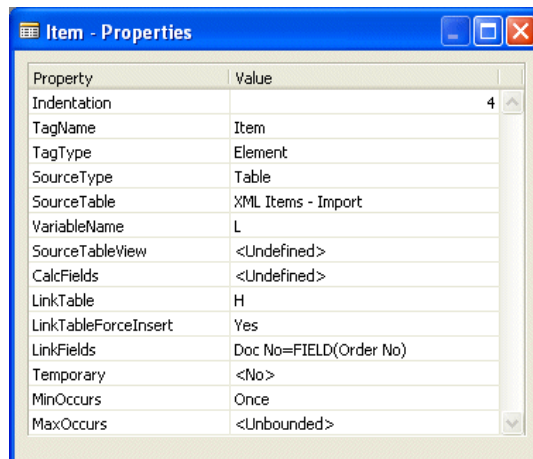 Item - Properties
Property Value
Indentation 4
TagName Item
TagType Element
SourceType Table
SourceTable XML Items - Import
VariableName L
SourceTableView <Undefined>
CalcFields <Undefined>
LinkTable H
LinkTableForceInsert Yes
LinkFields Doc No=FIELD(Order No)
Temporary <No>
MinOccurs Once
MaxOccurs <Unbounded>